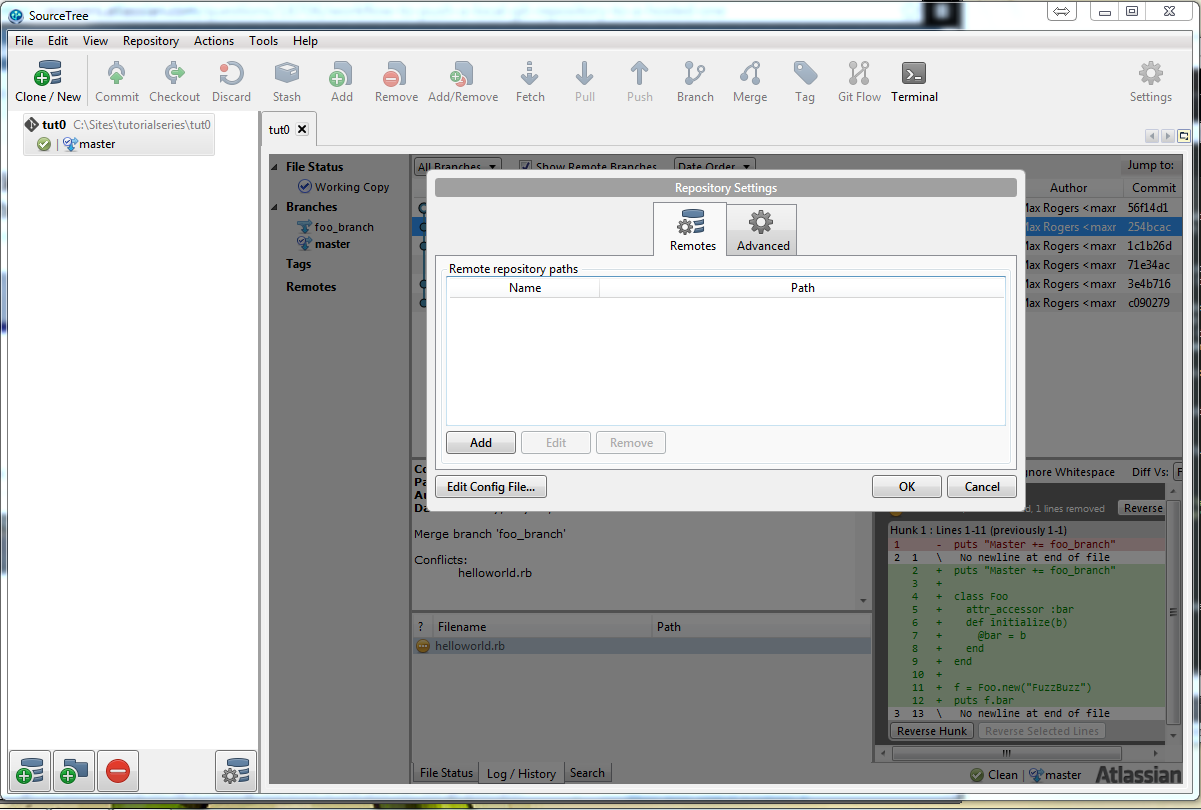 SourceTree
File Edit View Repository Actions Tools Help
Clone / New Commit Checkout Discard Stash Add Remove Add/Remove Fetch Pull Push Branch Merge Tag Git Flow Terminal Settings
tut0 C:\Sites\tutorialseries\tut0
master
tut0
File Status
Working Copy
Branches
foo_branch
master
Tags
Remotes
All Branches Show Remote Branches Date Order Jump to:
Author Commit
Max Rogers <maxr 56f14d1
Max Rogers <maxr 254bcac
Max Rogers <maxr 1c1b26d
Max Rogers <maxr 71e34ac
Max Rogers <maxr 3e4b716
Max Rogers <maxr c090279
Repository Settings
Remotes Advanced
Remote repository paths
Name Path
Add Edit Remove
Edit Config File... OK Cancel
Merge branch 'foo_branch'
Conflicts:
helloworld.rb
? Filename Path
helloworld.rb
File Status Log / History Search
Ignore Whitespace Diff Vs:
1 lines removed Reverse
Hunk 1 : Lines 1-11 (previously 1-1)
1 - puts "Master += foo_branch"
2 1 \ No newline at end of file
2 + puts "Master += foo_branch"
3 +
4 + class Foo
5 + attr_accessor :bar
6 + def initialize(b)
7 + @bar = b
8 + end
9 + end
10 +
11 + f = Foo.new("FuzzBuzz")
12 + puts f.bar
3 13 \ No newline at end of file
Reverse Hunk Reverse Selected Lines
Clean master Atlassian